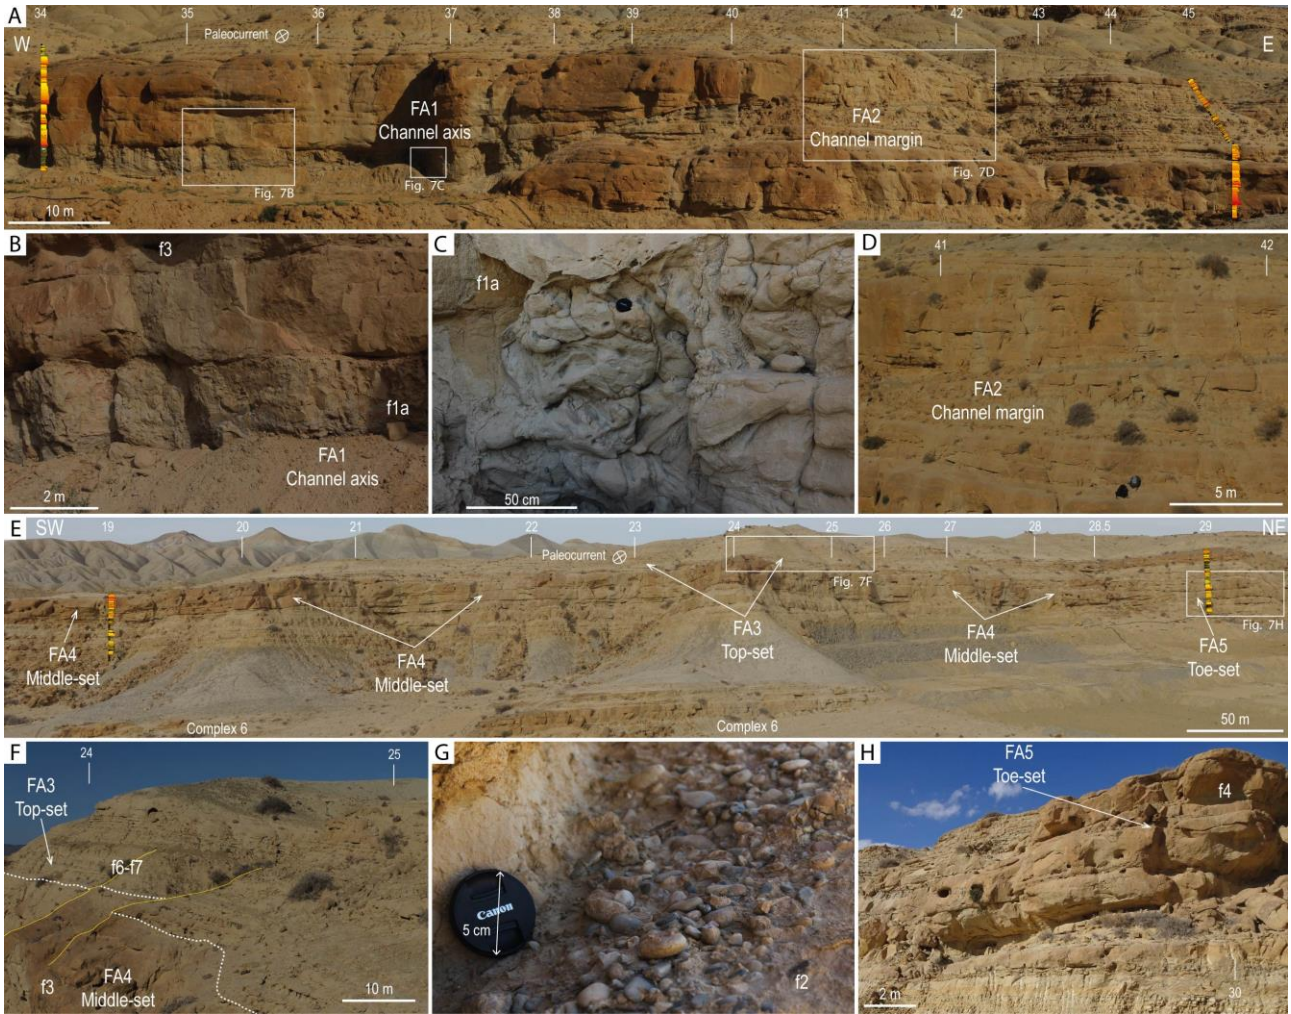 A
34 35 36 37 38 39 40 41 42 43 44 45
W
Paleocurrent
E
FA1
Channel axis
FA2
Channel margin
Fig. 7B
Fig. 7C
Fig. 7D
10 m
B
f3
f1a
FA1
Channel axis
2 m
C
f1a
50 cm
D
41 42
FA2
Channel margin
5 m
E
SW
19 20 21 22 23 24 25 26 27 28 28.5 29
NE
Paleocurrent
Fig. 7F
Fig. 7H
FA4
Middle-set
FA4
Middle-set
FA3
Top-set
FA4
Middle-set
FA5
Toe-set
Complex 6
Complex 6
50 m
F
24 25
FA3
Top-set
f6-f7
f3
FA4
Middle-set
10 m
G
Canon
5 cm
f2
H
FA5
Toe-set
f4
2 m
30